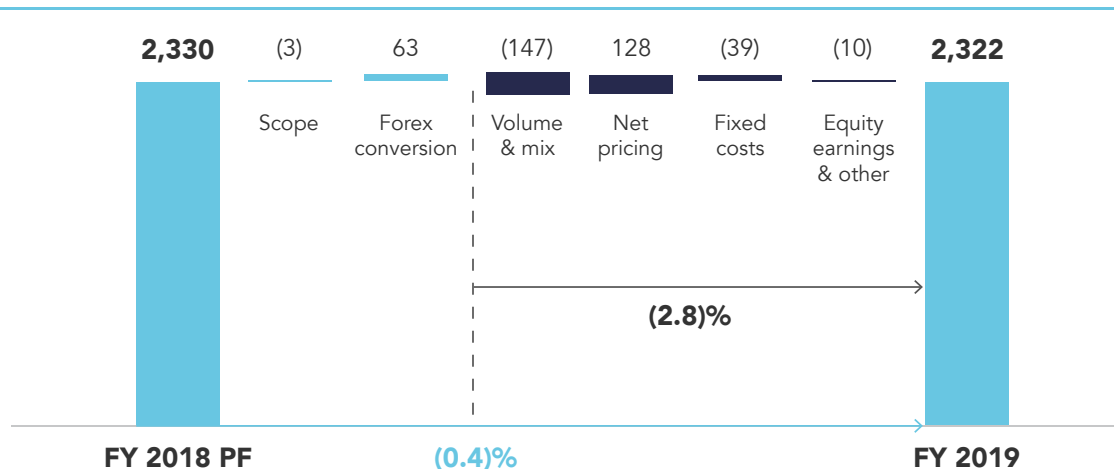 2,330 (3) 63 (147) 128 (39) (10) 2,322
Scope Forex Volume Net Fixed Equity
conversion & mix pricing costs earnings
& other
(2.8)%
FY 2018 PF (0.4)% FY 2019